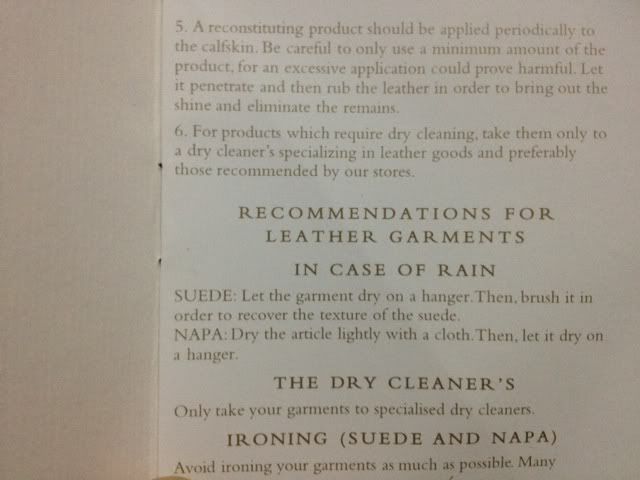 5. A reconstituting product should be applied periodically to
the calfskin. Be careful to only use a minimum amount of the
product, for an excessive application could prove harmful. Let
it penetrate and then rub the leather in order to bring out the
shine and eliminate the remains.
6. For products which require dry cleaning, take them only to
a dry cleaner's specializing in leather goods and preferably
those recommended by our stores.
RECOMMENDATIONS FOR
LEATHER GARMENTS
IN CASE OF RAIN
SUEDE: Let the garment dry on a hanger. Then, brush it in
order to recover the texture of the suede.
NAPA: Dry the article lightly with a cloth. Then, let it dry on
a hanger.
THE DRY CLEANER'S
Only take your garments to specialised dry cleaners.
IRONING (SUEDE AND NAPA)
Avoid ironing your garments as much as possible. Many